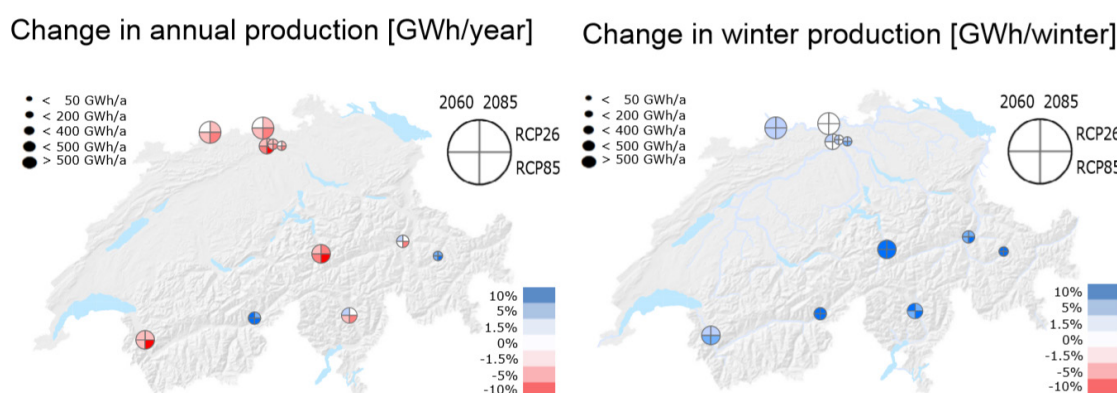 Change in annual production [GWh/year]
< 50 GWh/a
< 200 GWh/a
< 400 GWh/a
< 500 GWh/a
> 500 GWh/a
2060 2085
RCP26
RCP85
10%
5%
1.5%
0%
-1.5%
-5%
-10%
Change in winter production [GWh/winter]
< 50 GWh/a
< 200 GWh/a
< 400 GWh/a
< 500 GWh/a
> 500 GWh/a
2060 2085
RCP26
RCP85
10%
5%
1.5%
0%
-1.5%
-5%
-10%